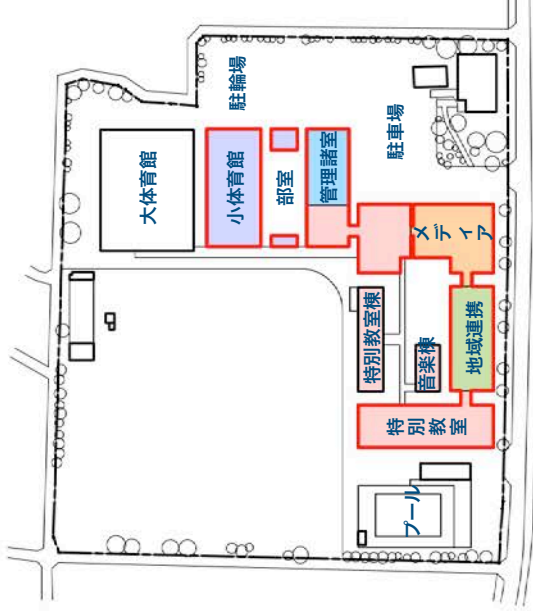 駐輪場
大体育館
小体育館
部室
管理諸室
駐車場
メディア
特別教室棟
音楽棟
地域連携
特別
教室
プール